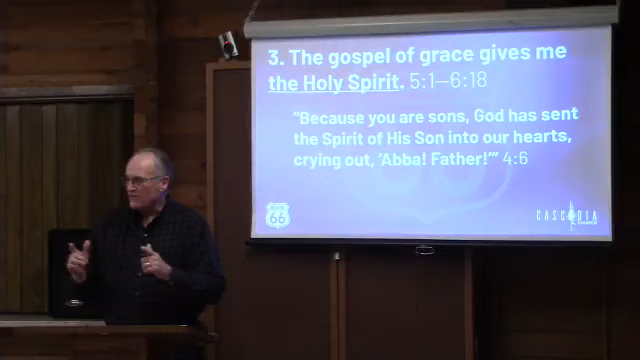 3. The gospel of grace gives me
the Holy Spirit. 5:1–6:18
"Because you are sons, God has sent
the Spirit of His Son into our hearts,
crying out, 'Abba! Father!'" 4:6
66
CASCADIA